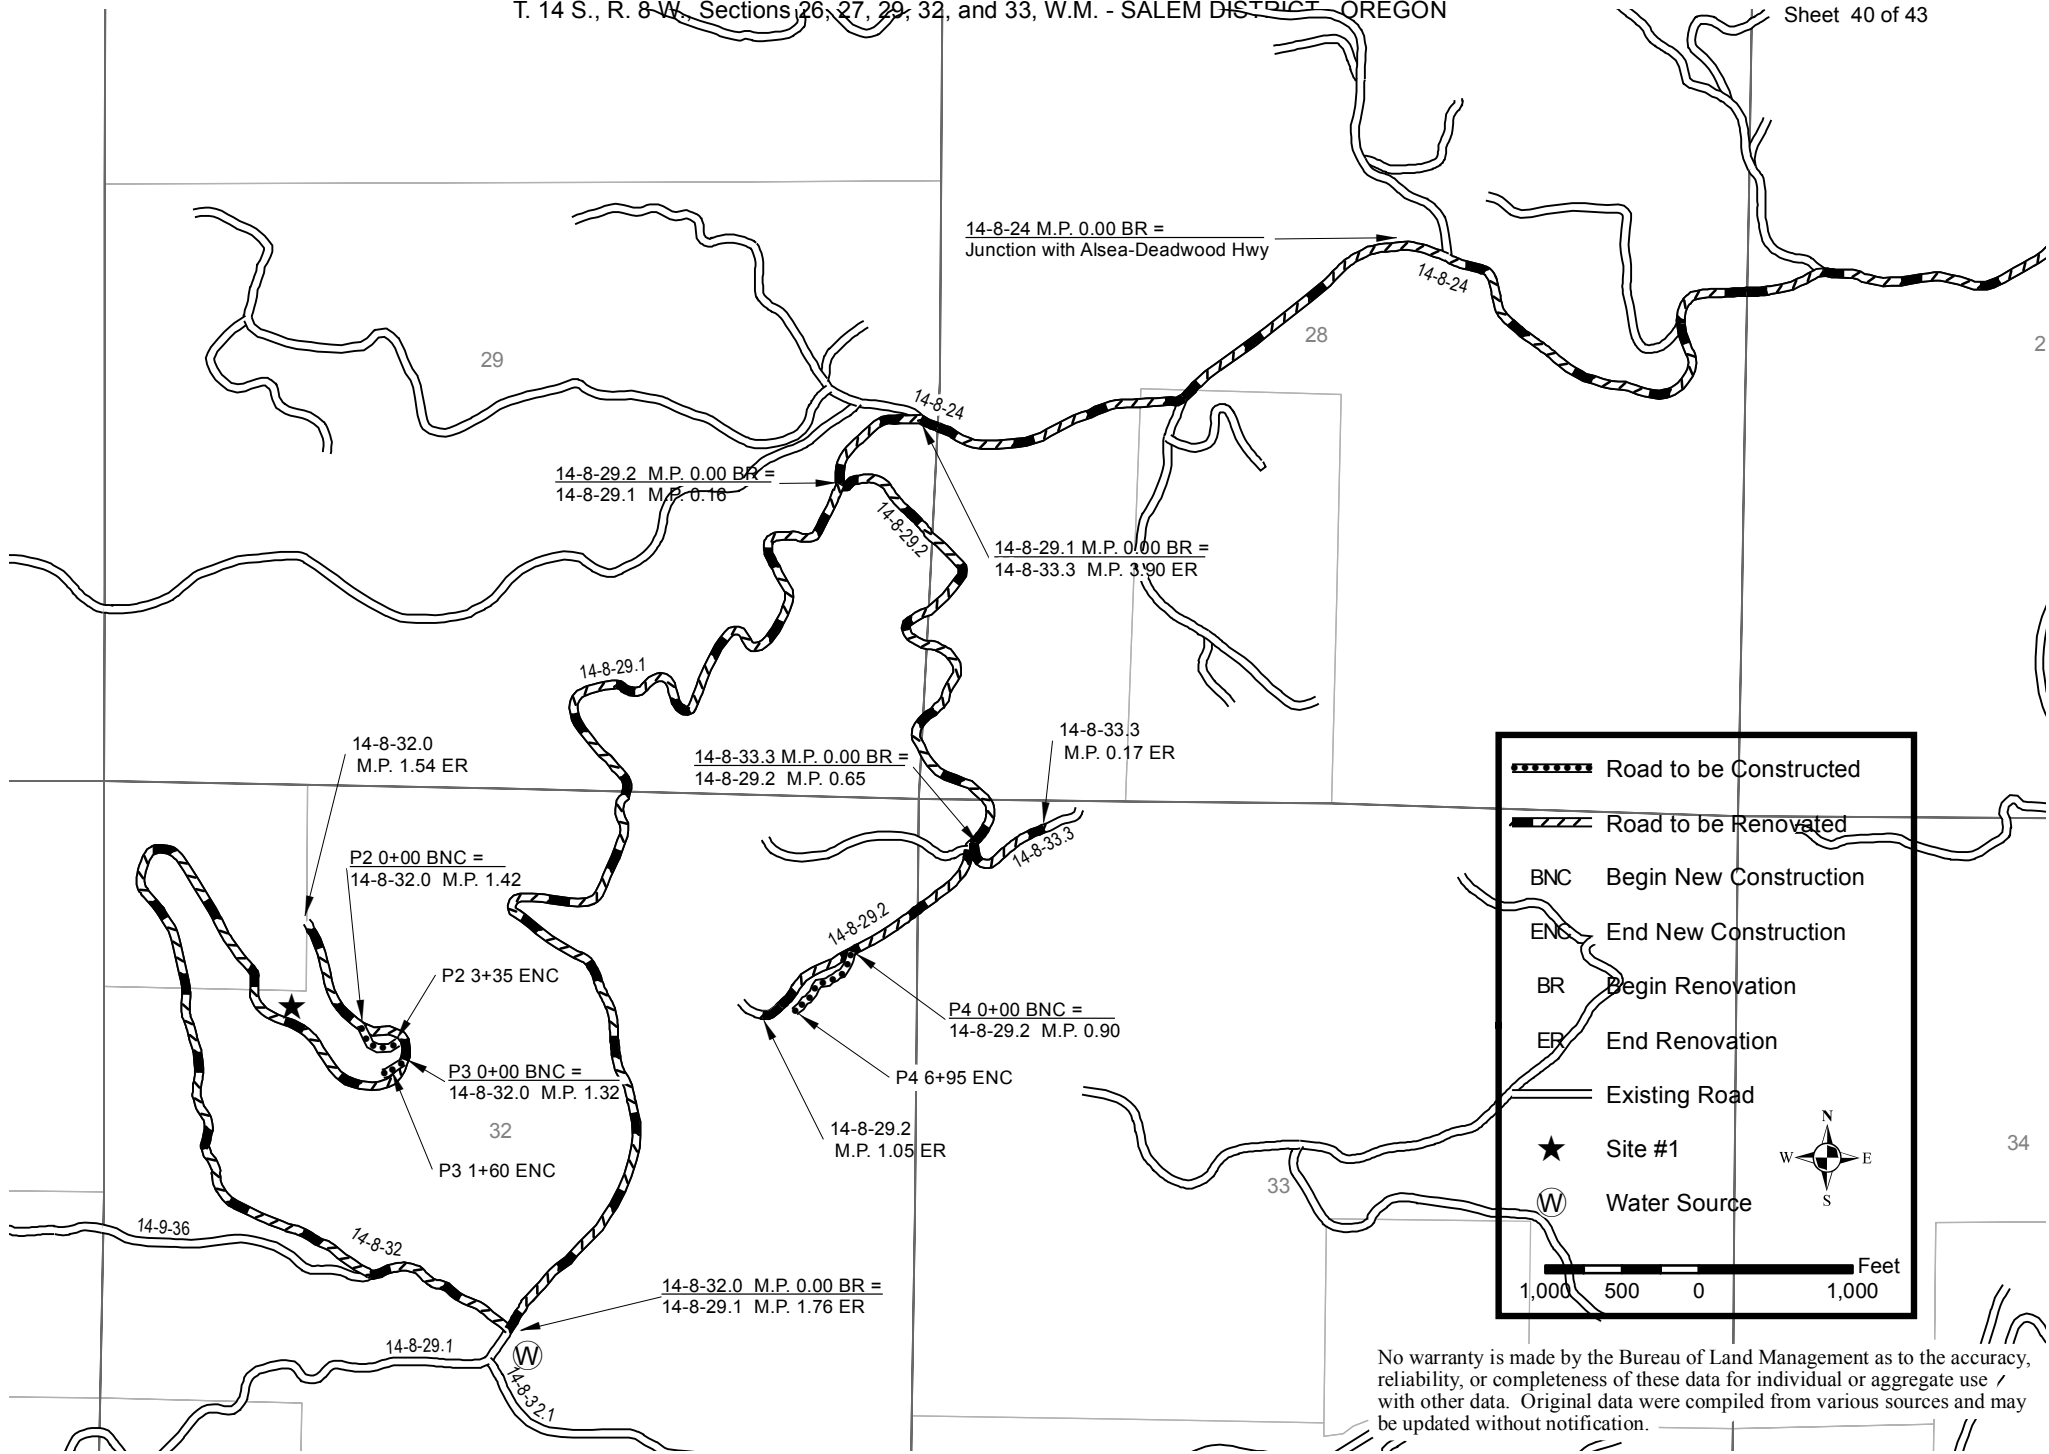 T. 14 S., R. 8 W., Sections 26, 27, 29, 32, and 33, W.M. - SALEM DISTRICT - OREGON
Sheet 40 of 43
14-8-24 M.P. 0.00 BR =
Junction with Alsea-Deadwood Hwy
14-8-24
28
29
2
14-8-24
14-8-29.2 M.P. 0.00 BR =
14-8-29.1 M.P. 0.16
14-8-29.2
14-8-29.1 M.P. 0.00 BR =
14-8-33.3 M.P. 3.90 ER
14-8-29.1
14-8-32.0
M.P. 1.54 ER
14-8-33.3 M.P. 0.00 BR =
14-8-29.2 M.P. 0.65
14-8-33.3
M.P. 0.17 ER
14-8-33.3
P2 0+00 BNC =
14-8-32.0 M.P. 1.42
14-8-29.2
P2 3+35 ENC
P4 0+00 BNC =
14-8-29.2 M.P. 0.90
P3 0+00 BNC =
14-8-32.0 M.P. 1.32
P4 6+95 ENC
32
14-8-29.2
M.P. 1.05 ER
P3 1+60 ENC
33
34
14-9-36
14-8-32
14-8-32.0 M.P. 0.00 BR =
14-8-29.1 M.P. 1.76 ER
14-8-29.1
W
14-8-32.1
Road to be Constructed
Road to be Renovated
BNC Begin New Construction
ENC End New Construction
BR Begin Renovation
ER End Renovation
Existing Road
Site #1
W Water Source
N
W E
S
Feet
1,000 500 0 1,000
No warranty is made by the Bureau of Land Management as to the accuracy,
reliability, or completeness of these data for individual or aggregate use
with other data. Original data were compiled from various sources and may
be updated without notification.